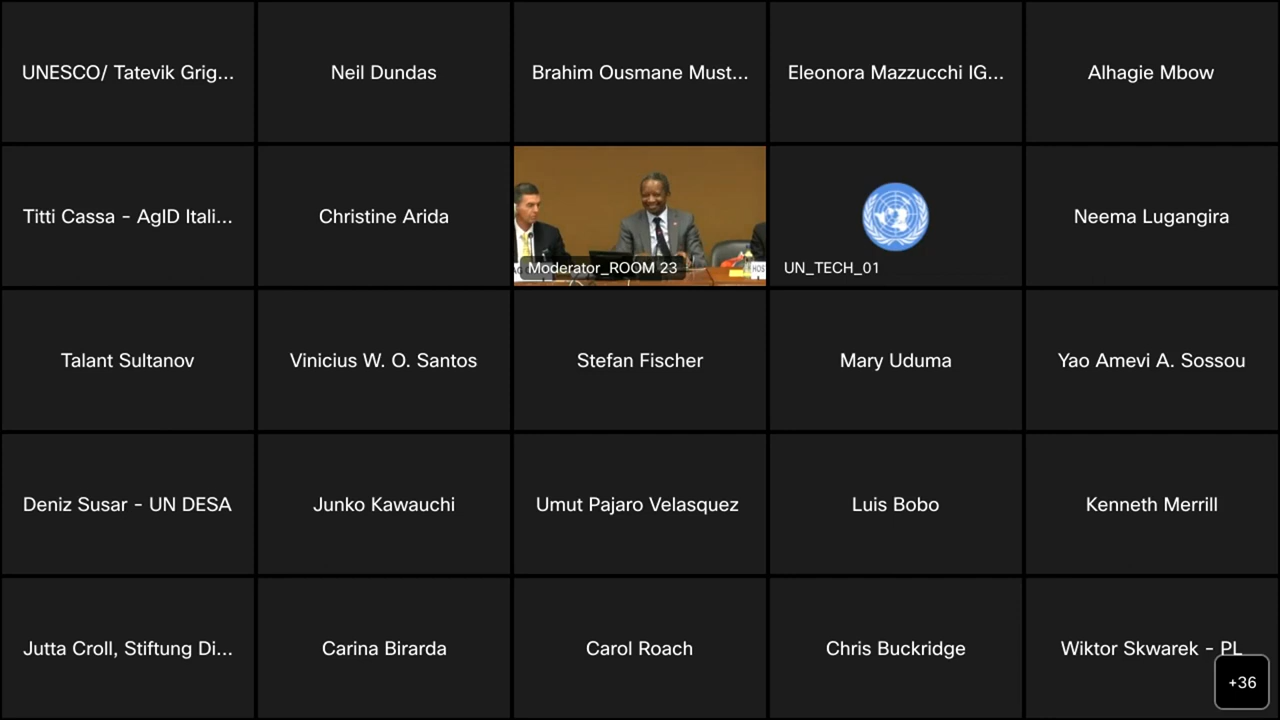 UNESCO/ Tatevik Grig...
Neil Dundas
Brahim Ousmane Must...
Eleonora Mazzucchi IG...
Alhagie Mbow
Titti Cassa - AgID Itali...
Christine Arida
Moderator_ROOM 23
HOS
UN_TECH_01
Neema Lugangira
Talant Sultanov
Vinicius W. O. Santos
Stefan Fischer
Mary Uduma
Yao Amevi A. Sossou
Deniz Susar - UN DESA
Junko Kawauchi
Umut Pajaro Velasquez
Luis Bobo
Kenneth Merrill
Jutta Croll, Stiftung Di...
Carina Birarda
Carol Roach
Chris Buckridge
Wiktor Skwarek - PL
+36